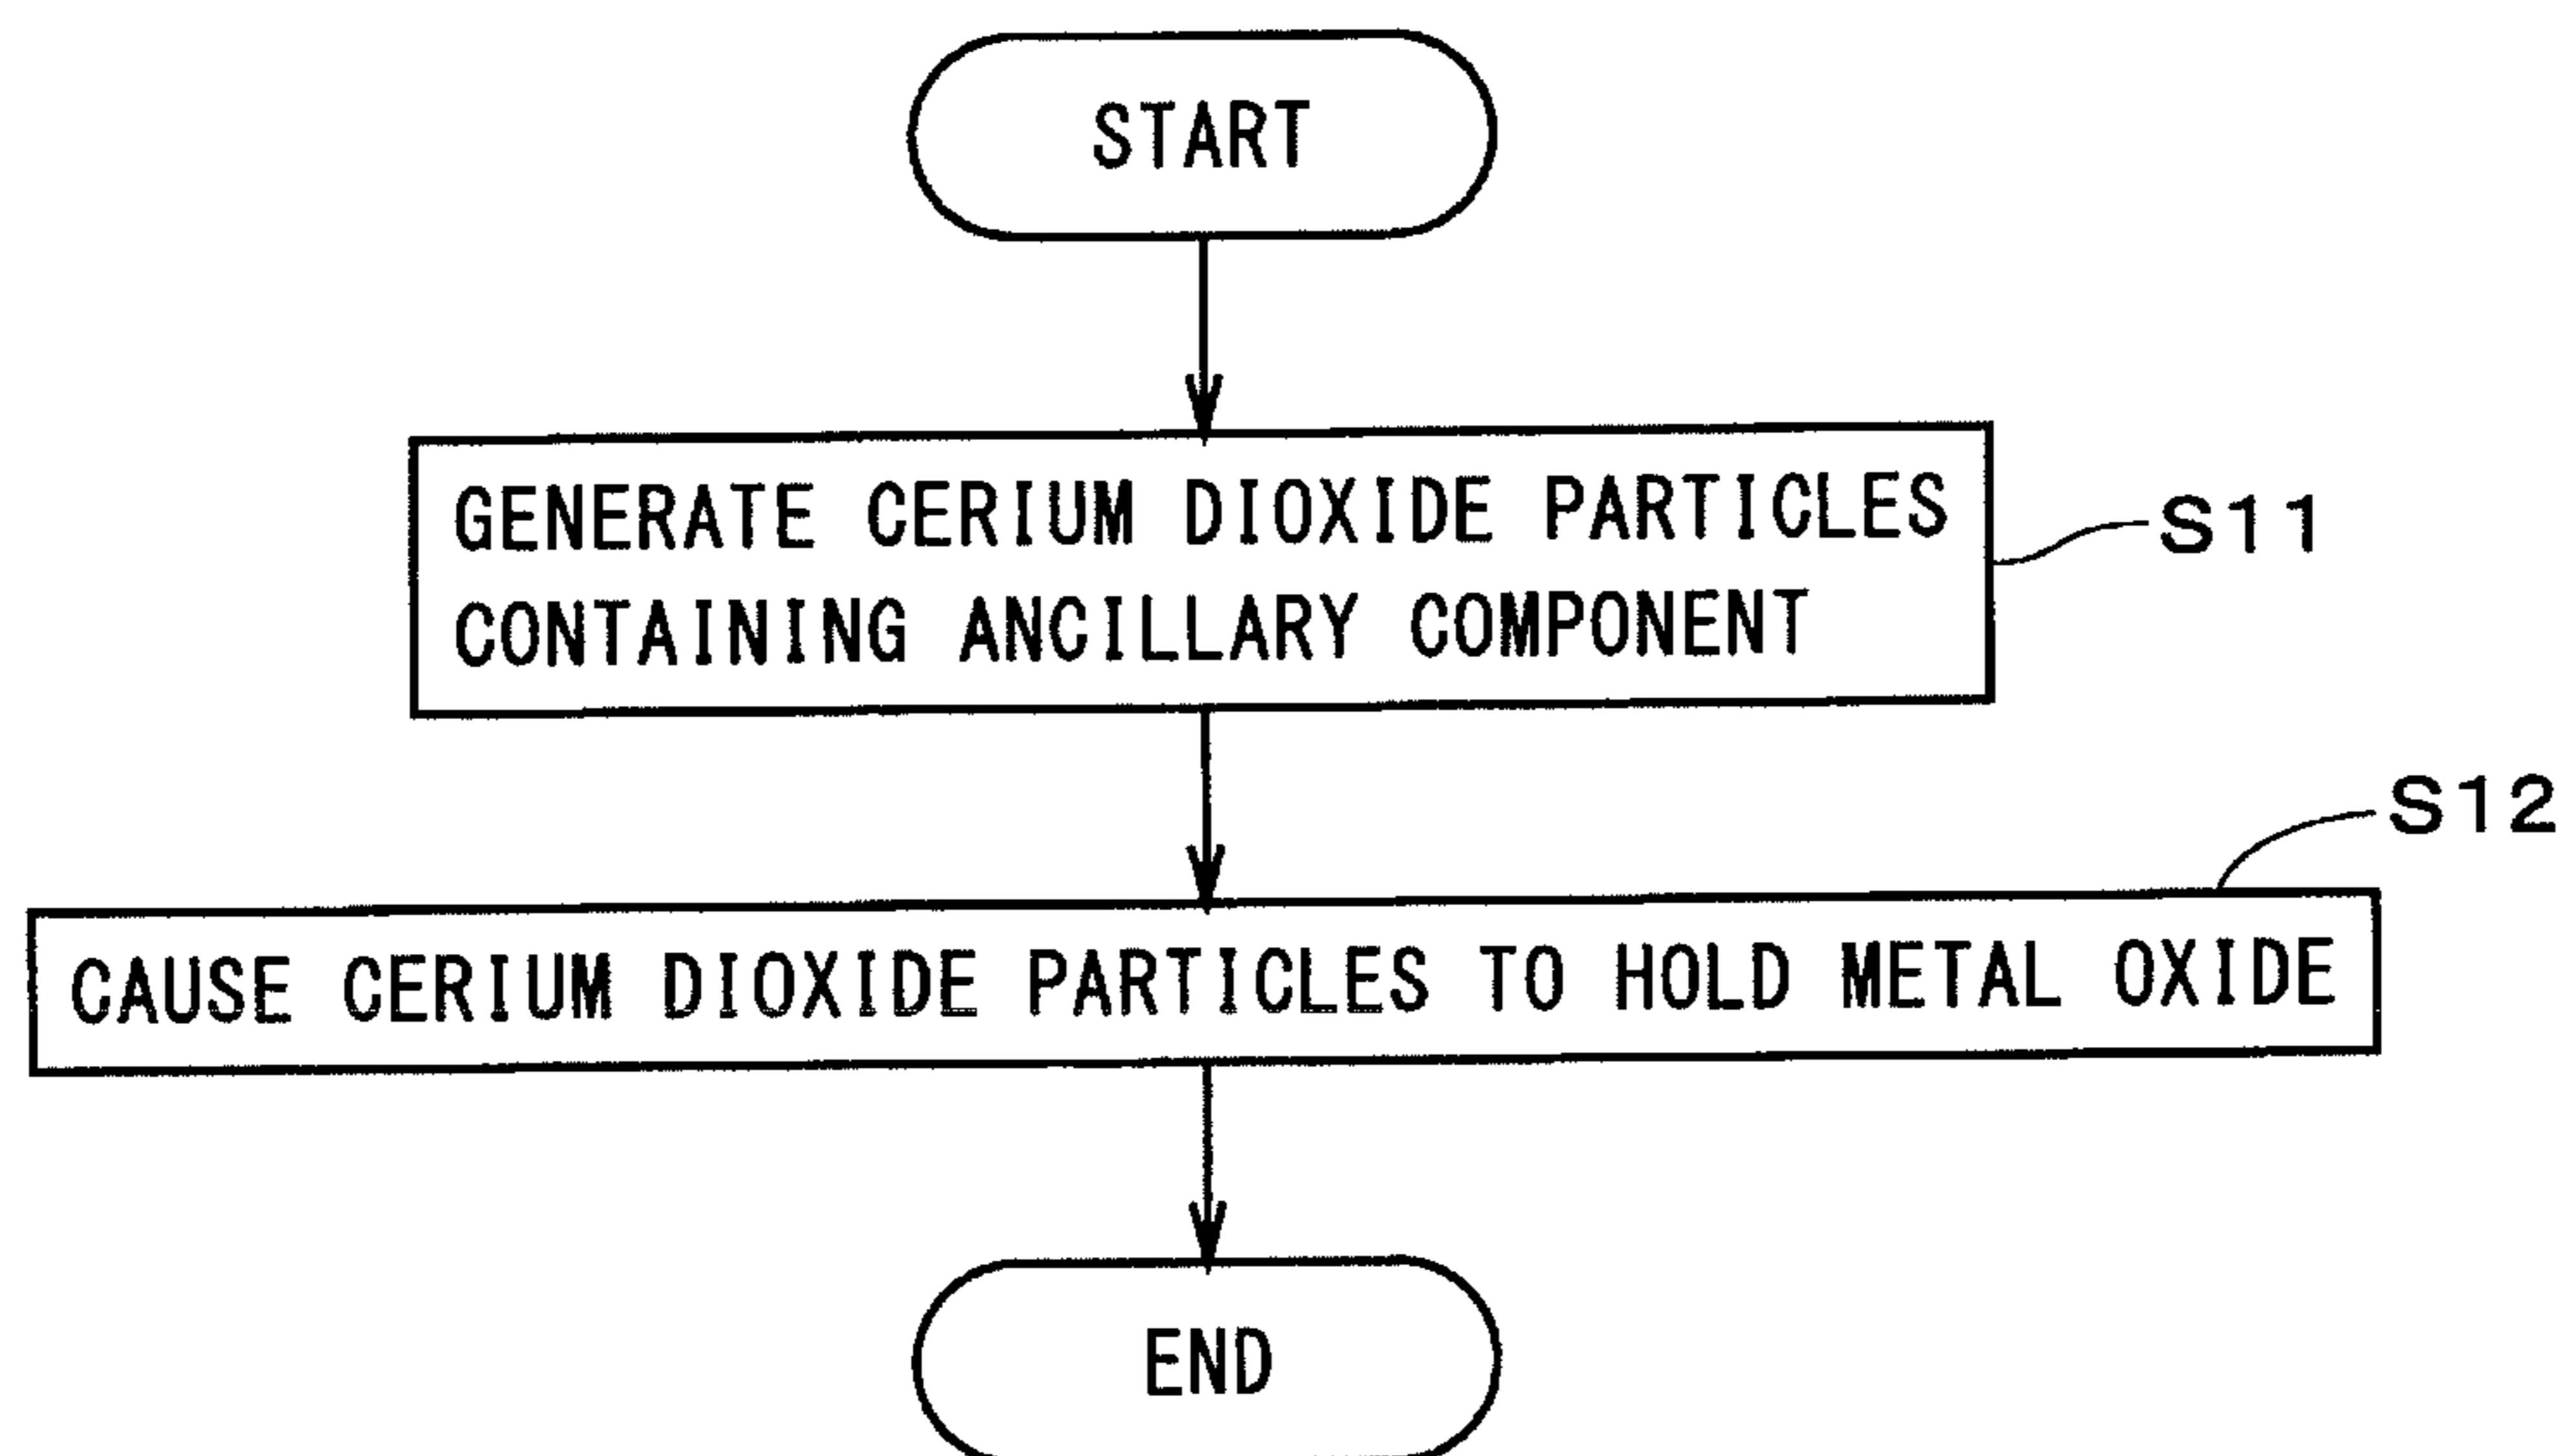 START
GENERATE CERIUM DIOXIDE PARTICLES
CONTAINING ANCILLARY COMPONENT
S11
S12
CAUSE CERIUM DIOXIDE PARTICLES TO HOLD METAL OXIDE
END